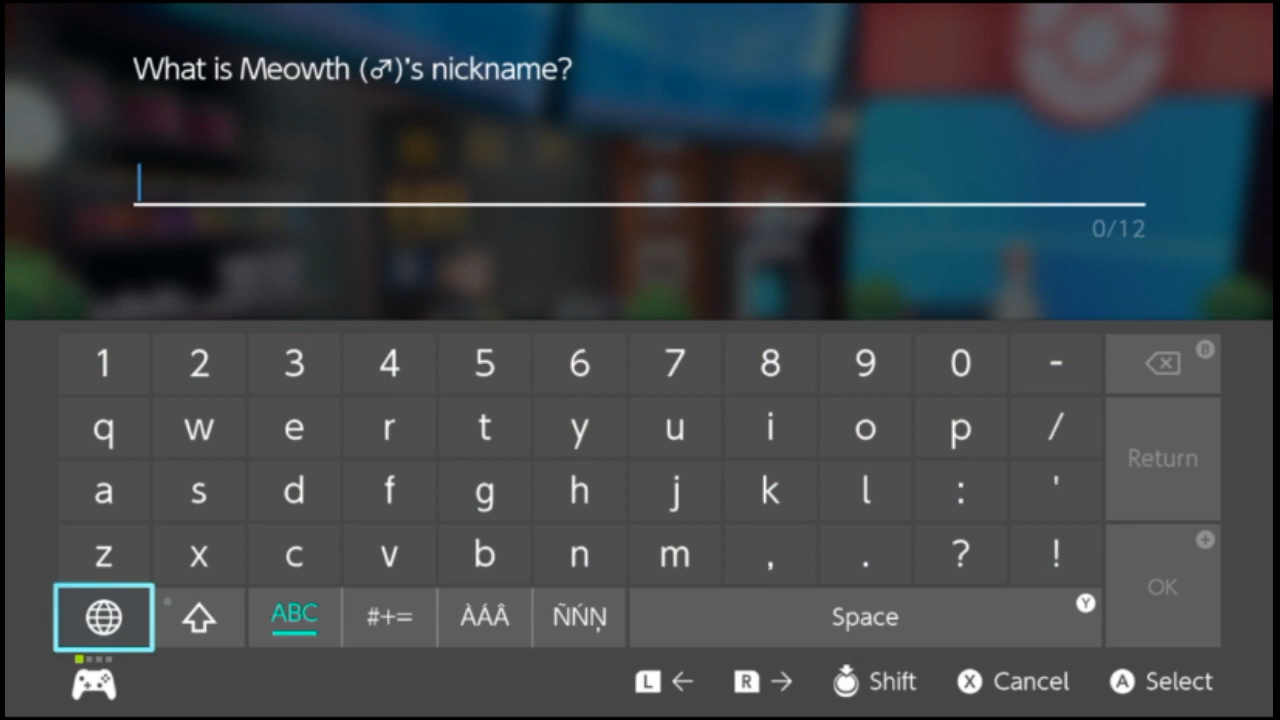 What is Meowth (♂)'s nickname?
0/12
1 2 3 4 5 6 7 8 9 0 - B
q w e r t y u i o p /
Return
a s d f g h j k l : '
z x c v b n m , . ? !
+
OK
ABC #+= ÀÁÂ ÑŃŅ Space Y
L ← R → Shift X Cancel A Select